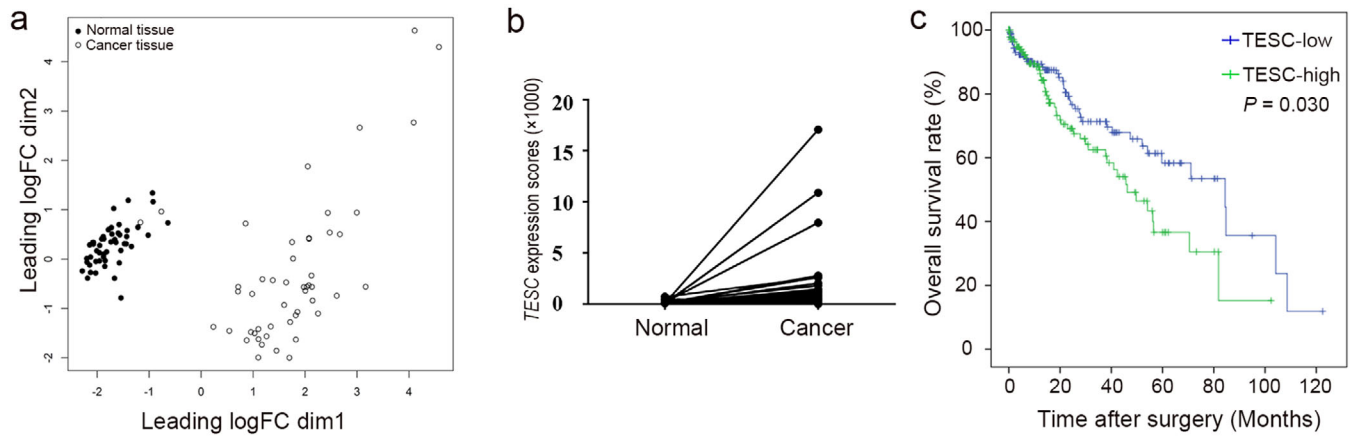 a
Normal tissue
Cancer tissue
Leading logFC dim2
4
3
2
1
0
-1
-2
-2
-1
0
1
2
3
4
Leading logFC dim1
b
TESC expression scores (×1000)
20
15
10
5
0
Normal
Cancer
c
Overall survival rate (%)
100
80
60
40
20
0
TESC-low
TESC-high
P = 0.030
0
20
40
60
80
100
120
Time after surgery (Months)